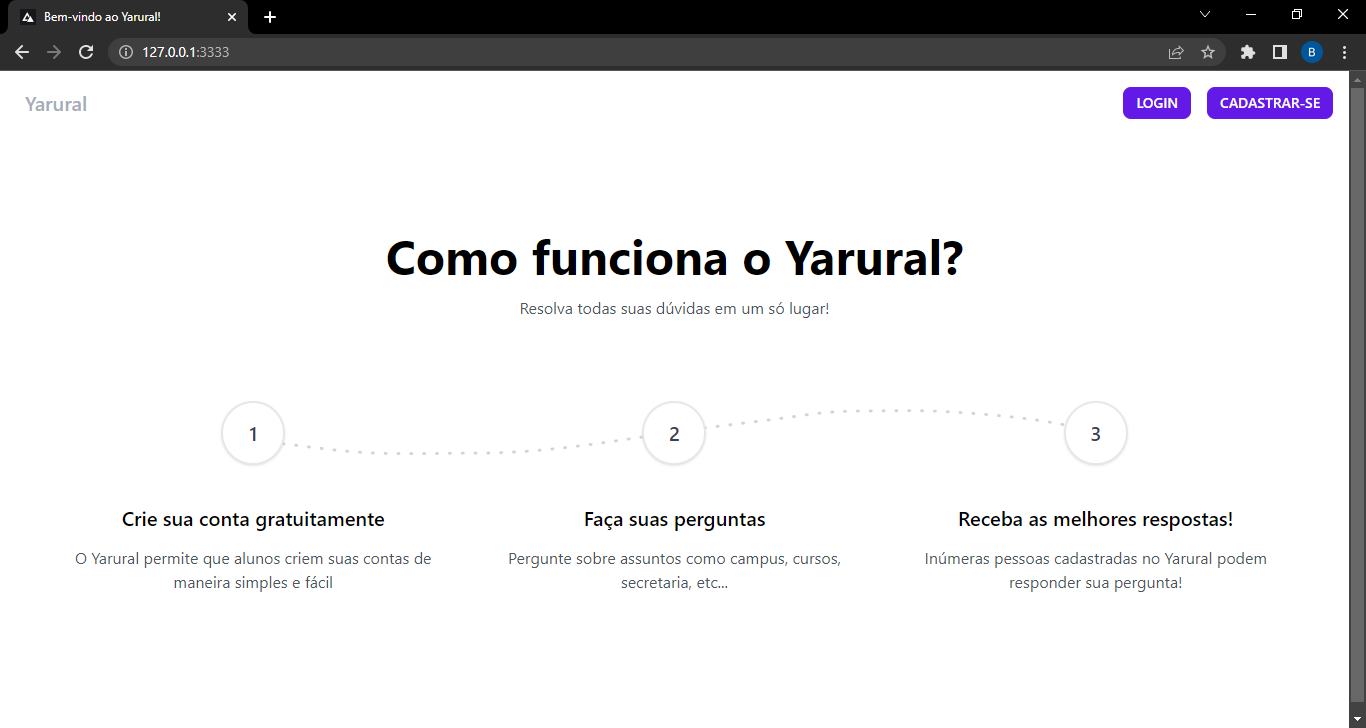 Bem-vindo ao Yarural!
127.0.0.1:3333
B
Yarural
LOGIN
CADASTRAR-SE
Como funciona o Yarural?
Resolva todas suas dúvidas em um só lugar!
1
2
3
Crie sua conta gratuitamente
O Yarural permite que alunos criem suas contas de
maneira simples e fácil
Faça suas perguntas
Pergunte sobre assuntos como campus, cursos,
secretaria, etc...
Receba as melhores respostas!
Inúmeras pessoas cadastradas no Yarural podem
responder sua pergunta!